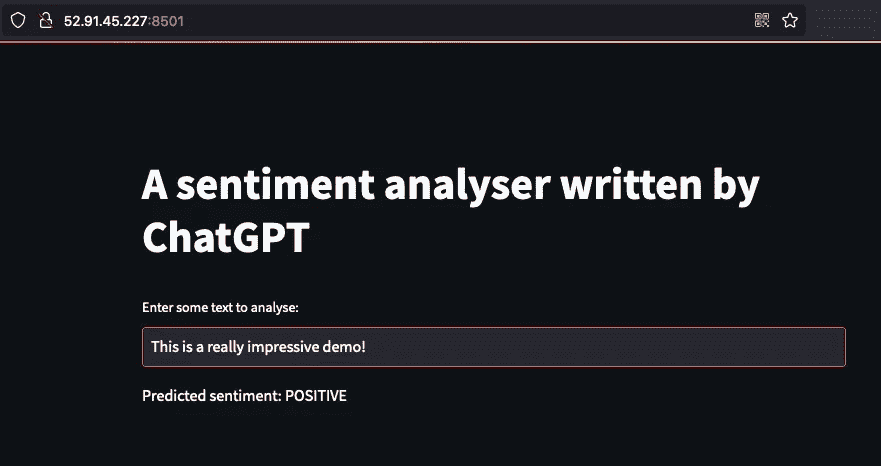 52.91.45.227:8501
A sentiment analyser written by
ChatGPT
Enter some text to analyse:
This is a really impressive demo!
Predicted sentiment: POSITIVE